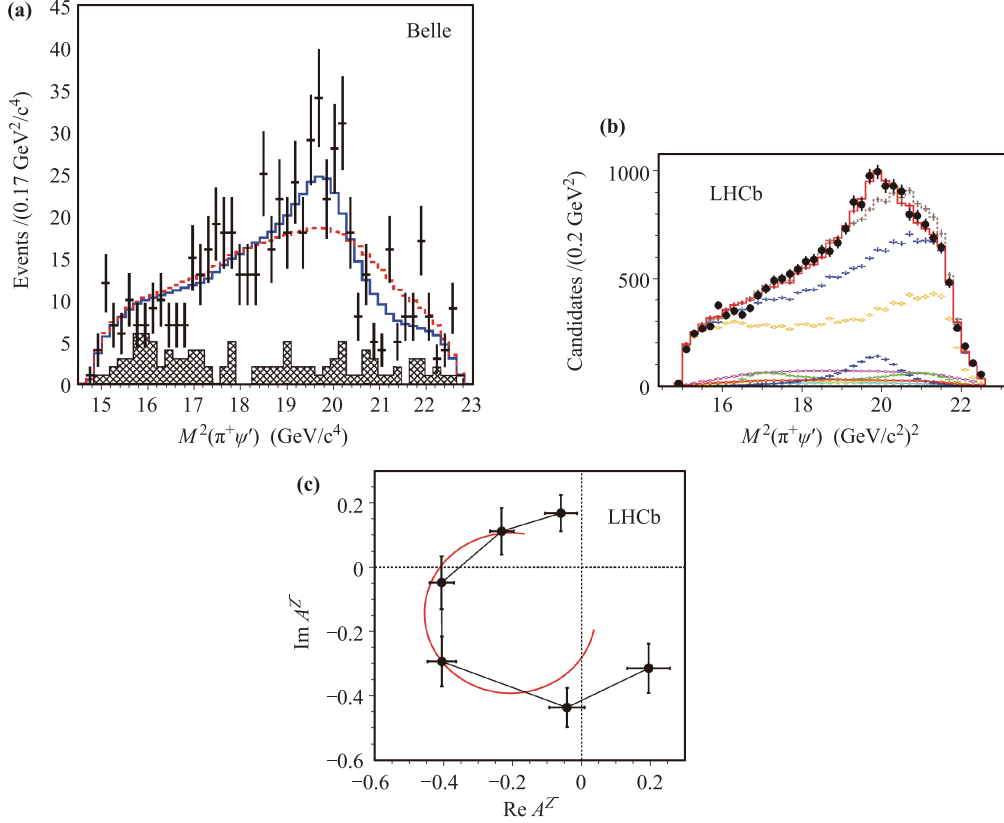 (a)
Belle
Events /(0.17 GeV²/c⁴)
45
40
35
30
25
20
15
10
5
0
15 16 17 18 19 20 21 22 23
M²(π⁺ψ′) (GeV/c⁴)
(b)
LHCb
Candidates /(0.2 GeV²)
1000
500
0
16 18 20 22
M²(π⁺ψ′) (GeV/c²)²
(c)
LHCb
Im A^Z⁻
0.2
0
−0.2
−0.4
−0.6
−0.6 −0.4 −0.2 0 0.2
Re A^Z⁻